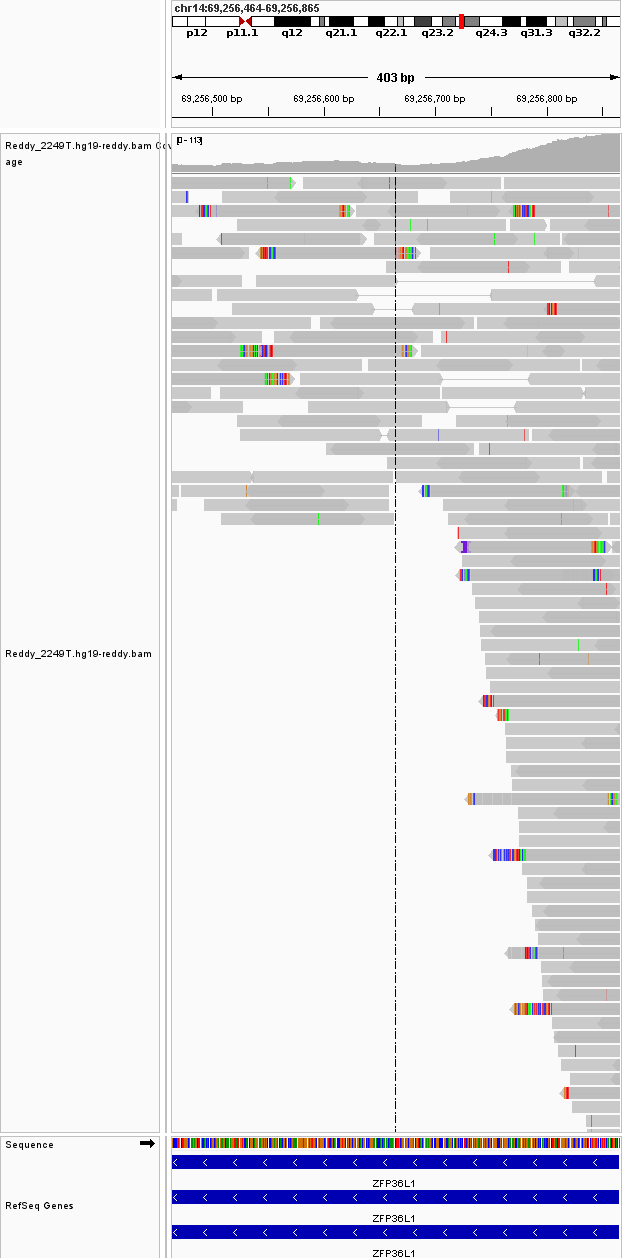 chr14:69,256,464-69,256,865
p12 p11.1 q12 q21.1 q22.1 q23.2 q24.3 q31.3 q32.2
403 bp
69,256,500 bp 69,256,600 bp 69,256,700 bp 69,256,800 bp
[0 - 113]
Reddy_2249T.hg19-reddy.bam Cov
age
Reddy_2249T.hg19-reddy.bam
Sequence
ZFP36L1
RefSeq Genes
ZFP36L1
ZFP36L1